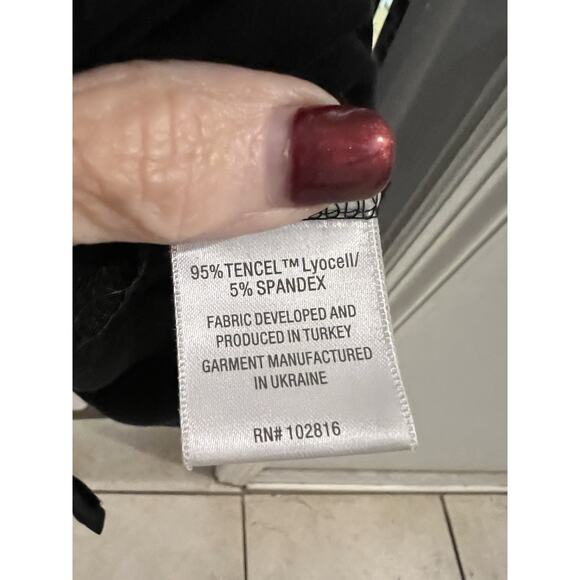 95%TENCEL™ Lyocell/
5% SPANDEX
FABRIC DEVELOPED AND
PRODUCED IN TURKEY
GARMENT MANUFACTURED
IN UKRAINE
RN# 102816